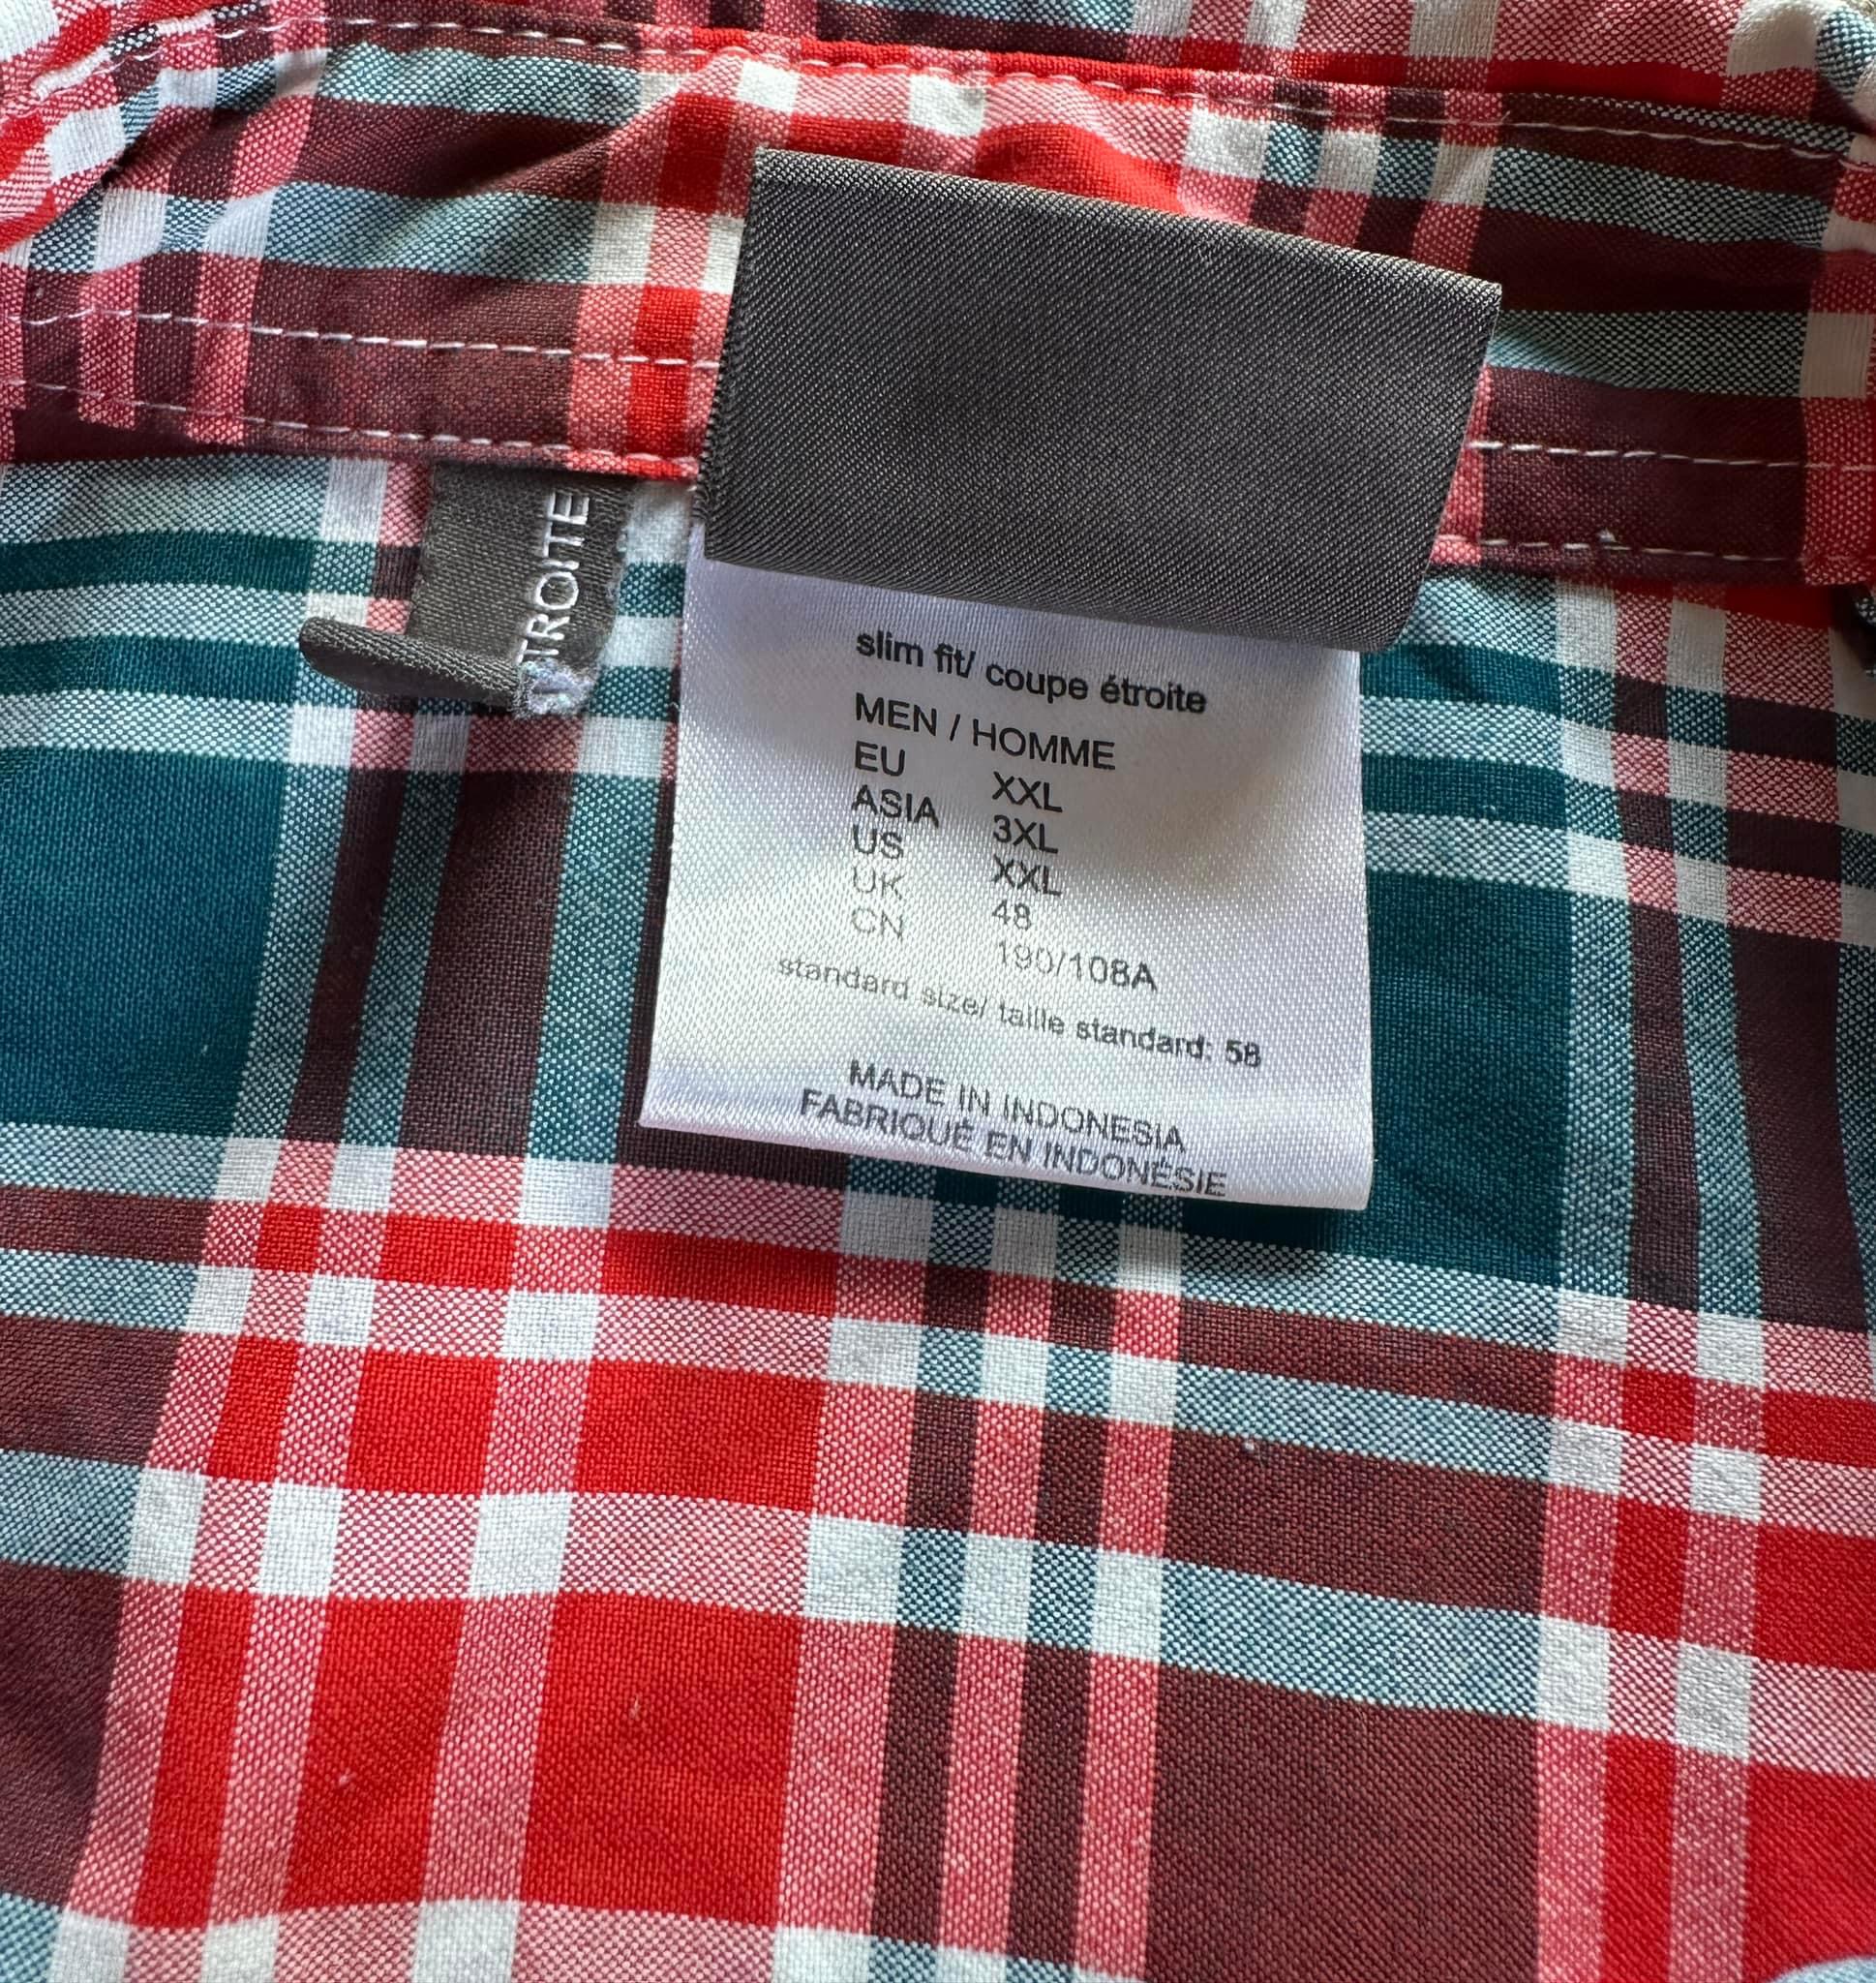 TROITE
slim fit/ coupe étroite
MEN / HOMME
EU XXL
ASIA 3XL
US XXL
UK 48
CN 190/108A
standard size/ taille standard: 58
MADE IN INDONESIA
FABRIQUÉ EN INDONÉSIE